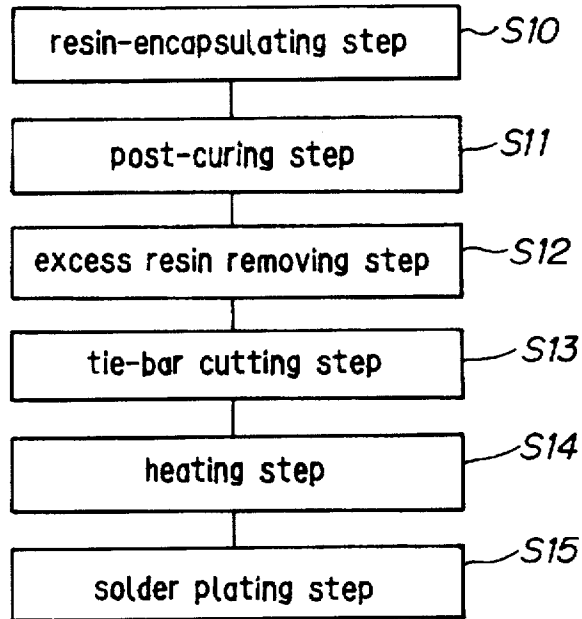 resin-encapsulating step S10
post-curing step S11
excess resin removing step S12
tie-bar cutting step S13
heating step S14
solder plating step S15